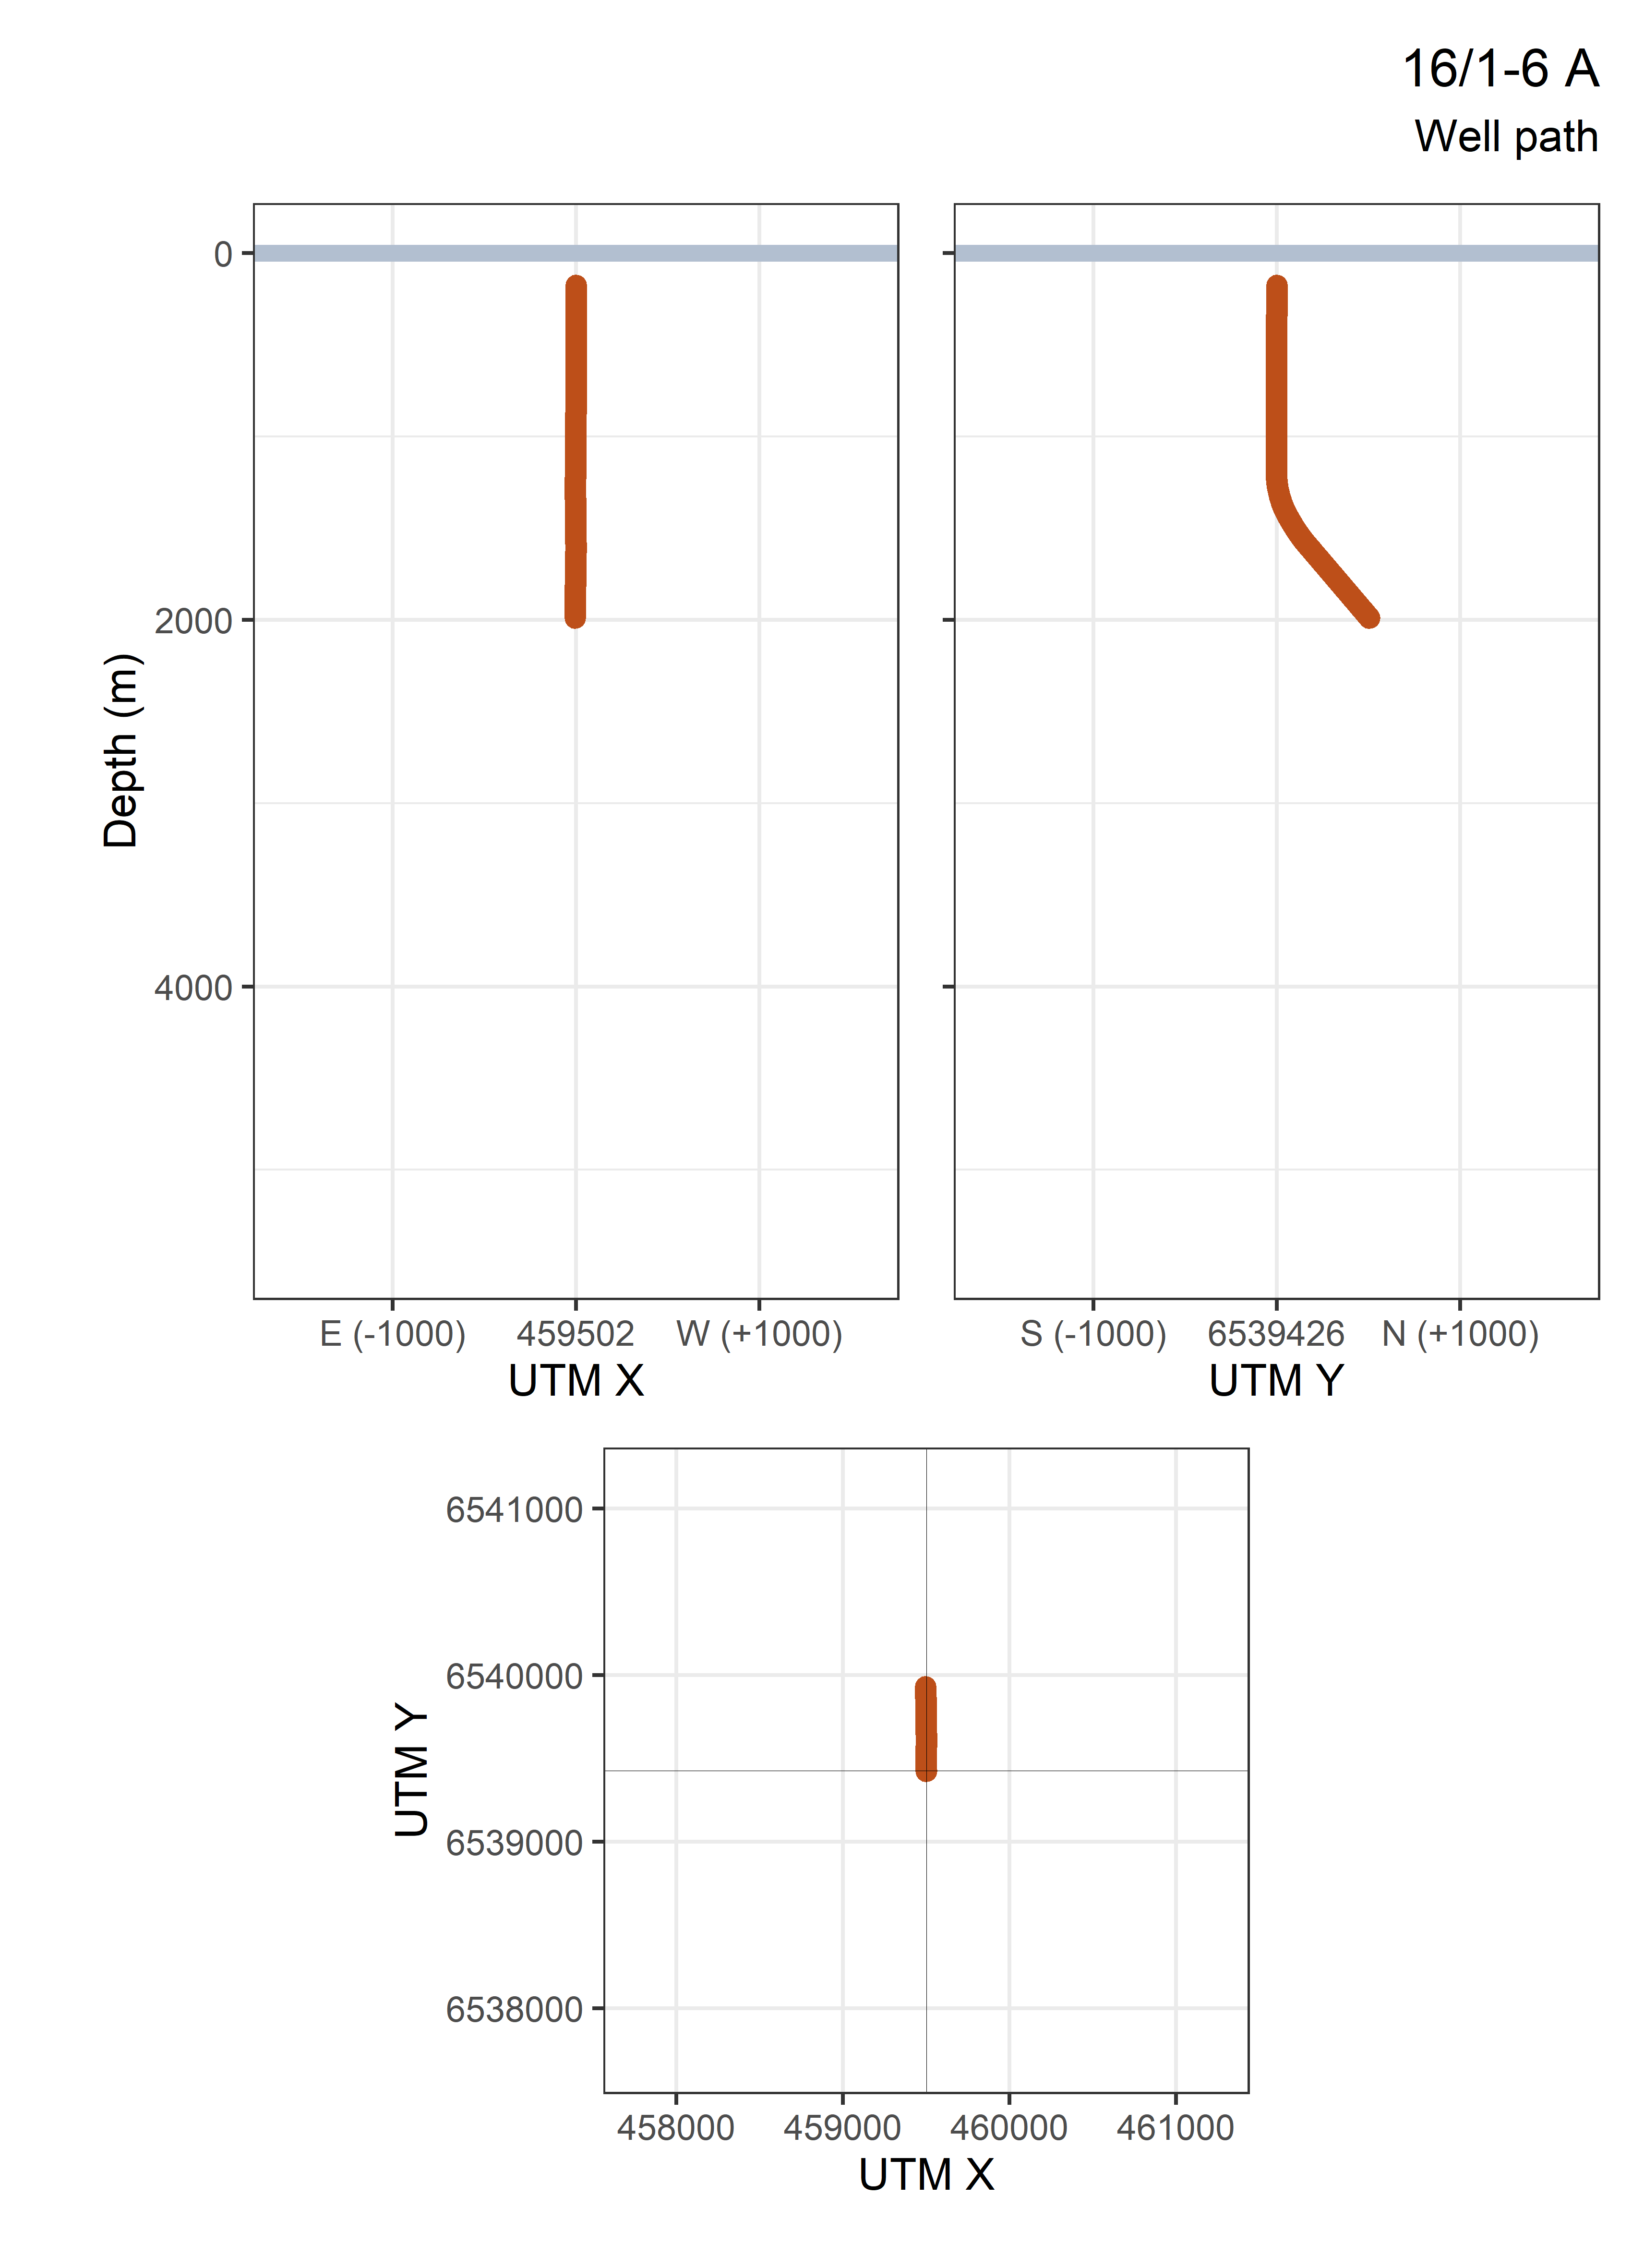 16/1-6 A
Well path
0
2000
4000
Depth (m)
E (-1000) 459502 W (+1000)
UTM X
S (-1000) 6539426 N (+1000)
UTM Y
6541000
6540000
6539000
6538000
UTM Y
458000 459000 460000 461000
UTM X